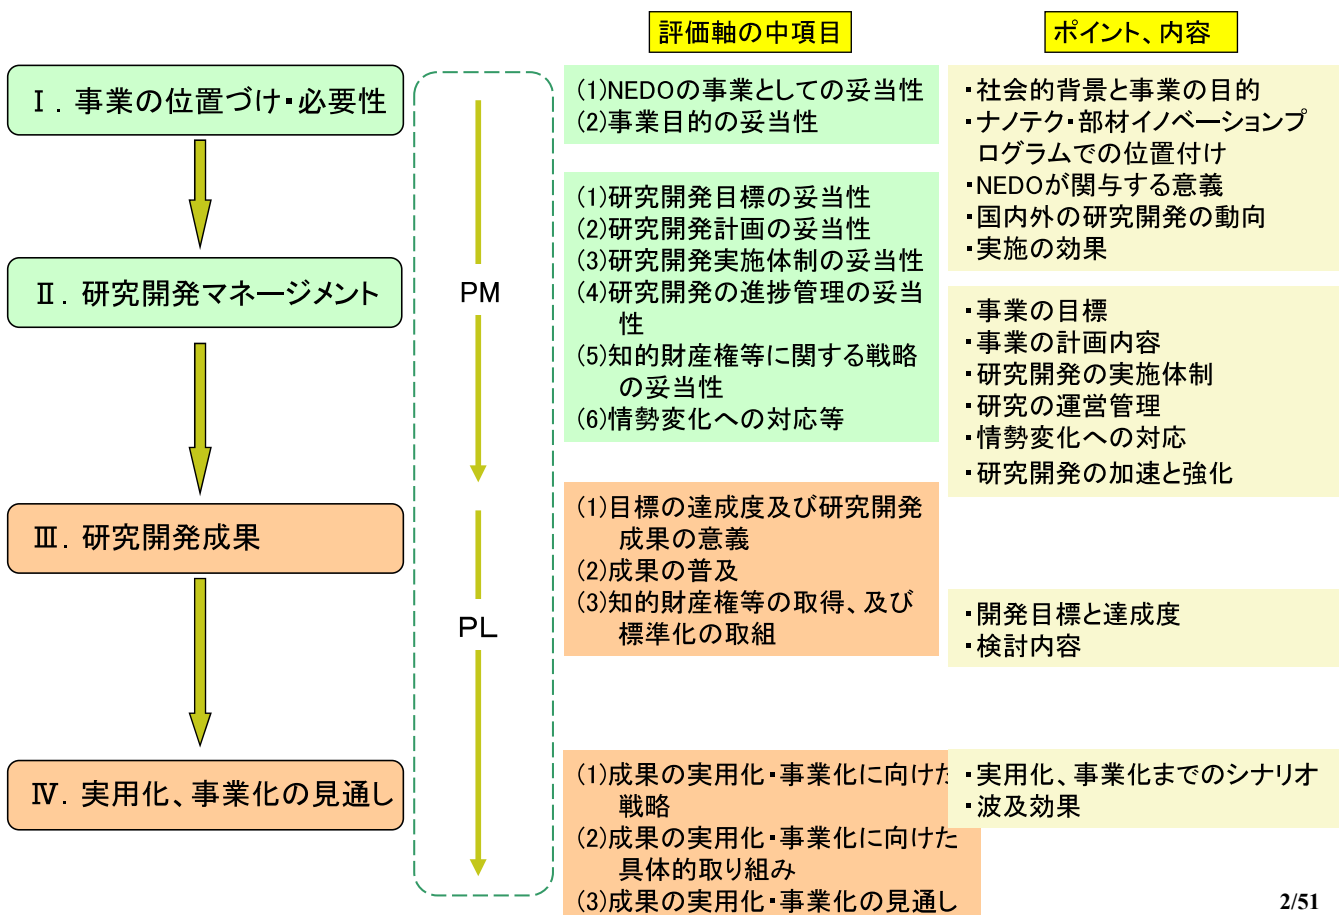 評価軸の中項目
ポイント、内容
Ⅰ．事業の位置づけ・必要性
(1)NEDOの事業としての妥当性
(2)事業目的の妥当性
・社会的背景と事業の目的
・ナノテク・部材イノベーションプ
ログラムでの位置付け
・NEDOが関与する意義
・国内外の研究開発の動向
・実施の効果
Ⅱ．研究開発マネージメント
PM
(1)研究開発目標の妥当性
(2)研究開発計画の妥当性
(3)研究開発実施体制の妥当性
(4)研究開発の進捗管理の妥当
性
(5)知的財産権等に関する戦略
の妥当性
(6)情勢変化への対応等
・事業の目標
・事業の計画内容
・研究開発の実施体制
・研究の運営管理
・情勢変化への対応
・研究開発の加速と強化
Ⅲ．研究開発成果
PL
(1)目標の達成度及び研究開発
成果の意義
(2)成果の普及
(3)知的財産権等の取得、及び
標準化の取組
・開発目標と達成度
・検討内容
Ⅳ．実用化、事業化の見通し
(1)成果の実用化・事業化に向けた
戦略
(2)成果の実用化・事業化に向けた
具体的取り組み
(3)成果の実用化・事業化の見通し
・実用化、事業化までのシナリオ
・波及効果
2/51